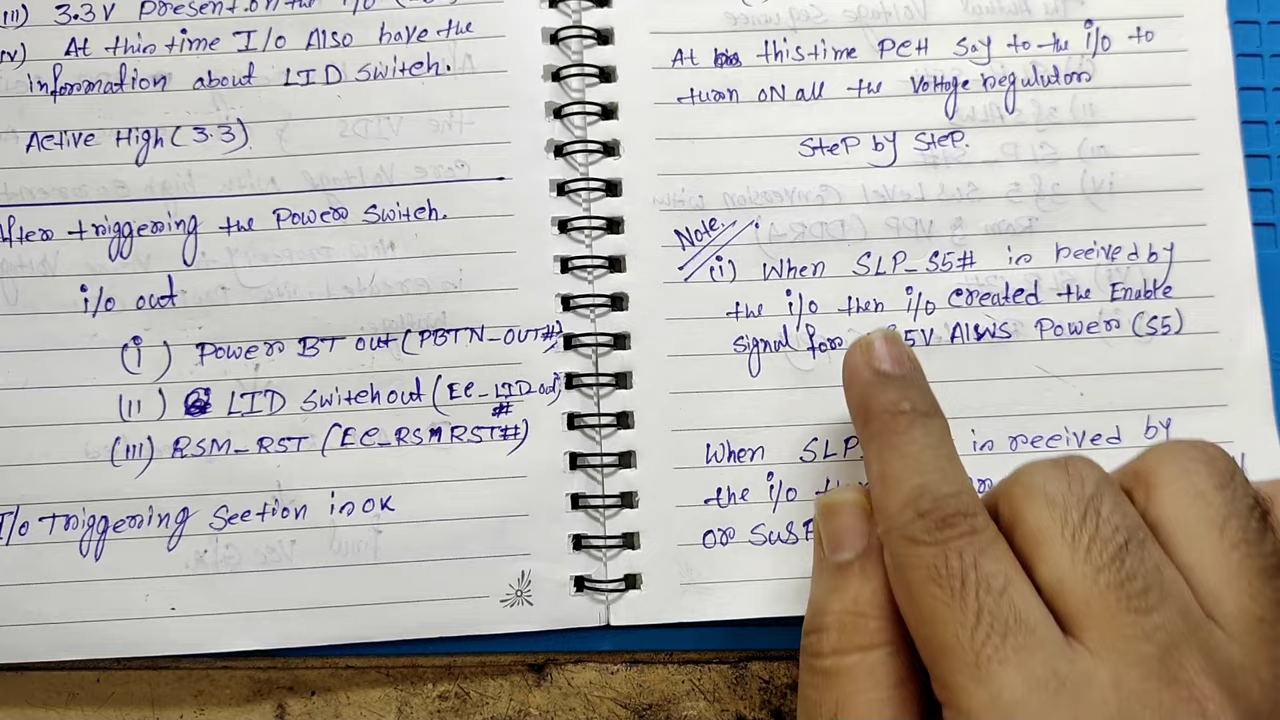 (III) 3.3V Present on the I/O
IV) At this time I/o Also have the
information about LID Switch.
Active High (3.3)
After triggering the Power Switch.
i/o out
(i) Power BT out (PBTN_OUT#)
(II) LID Switch out (EC_LID out
#
(III) RSM_RST (EC_RSMRST#)
I/o Triggering Section is OK
At this time PCH Say to the i/o to
turn ON all the Voltage regulators
Step by Step.
Note.
(i) When SLP_S5# is received by
the i/o then i/o created the Enable
Signal for 5V Power (S5)
When SLP is received by
the i/o
or